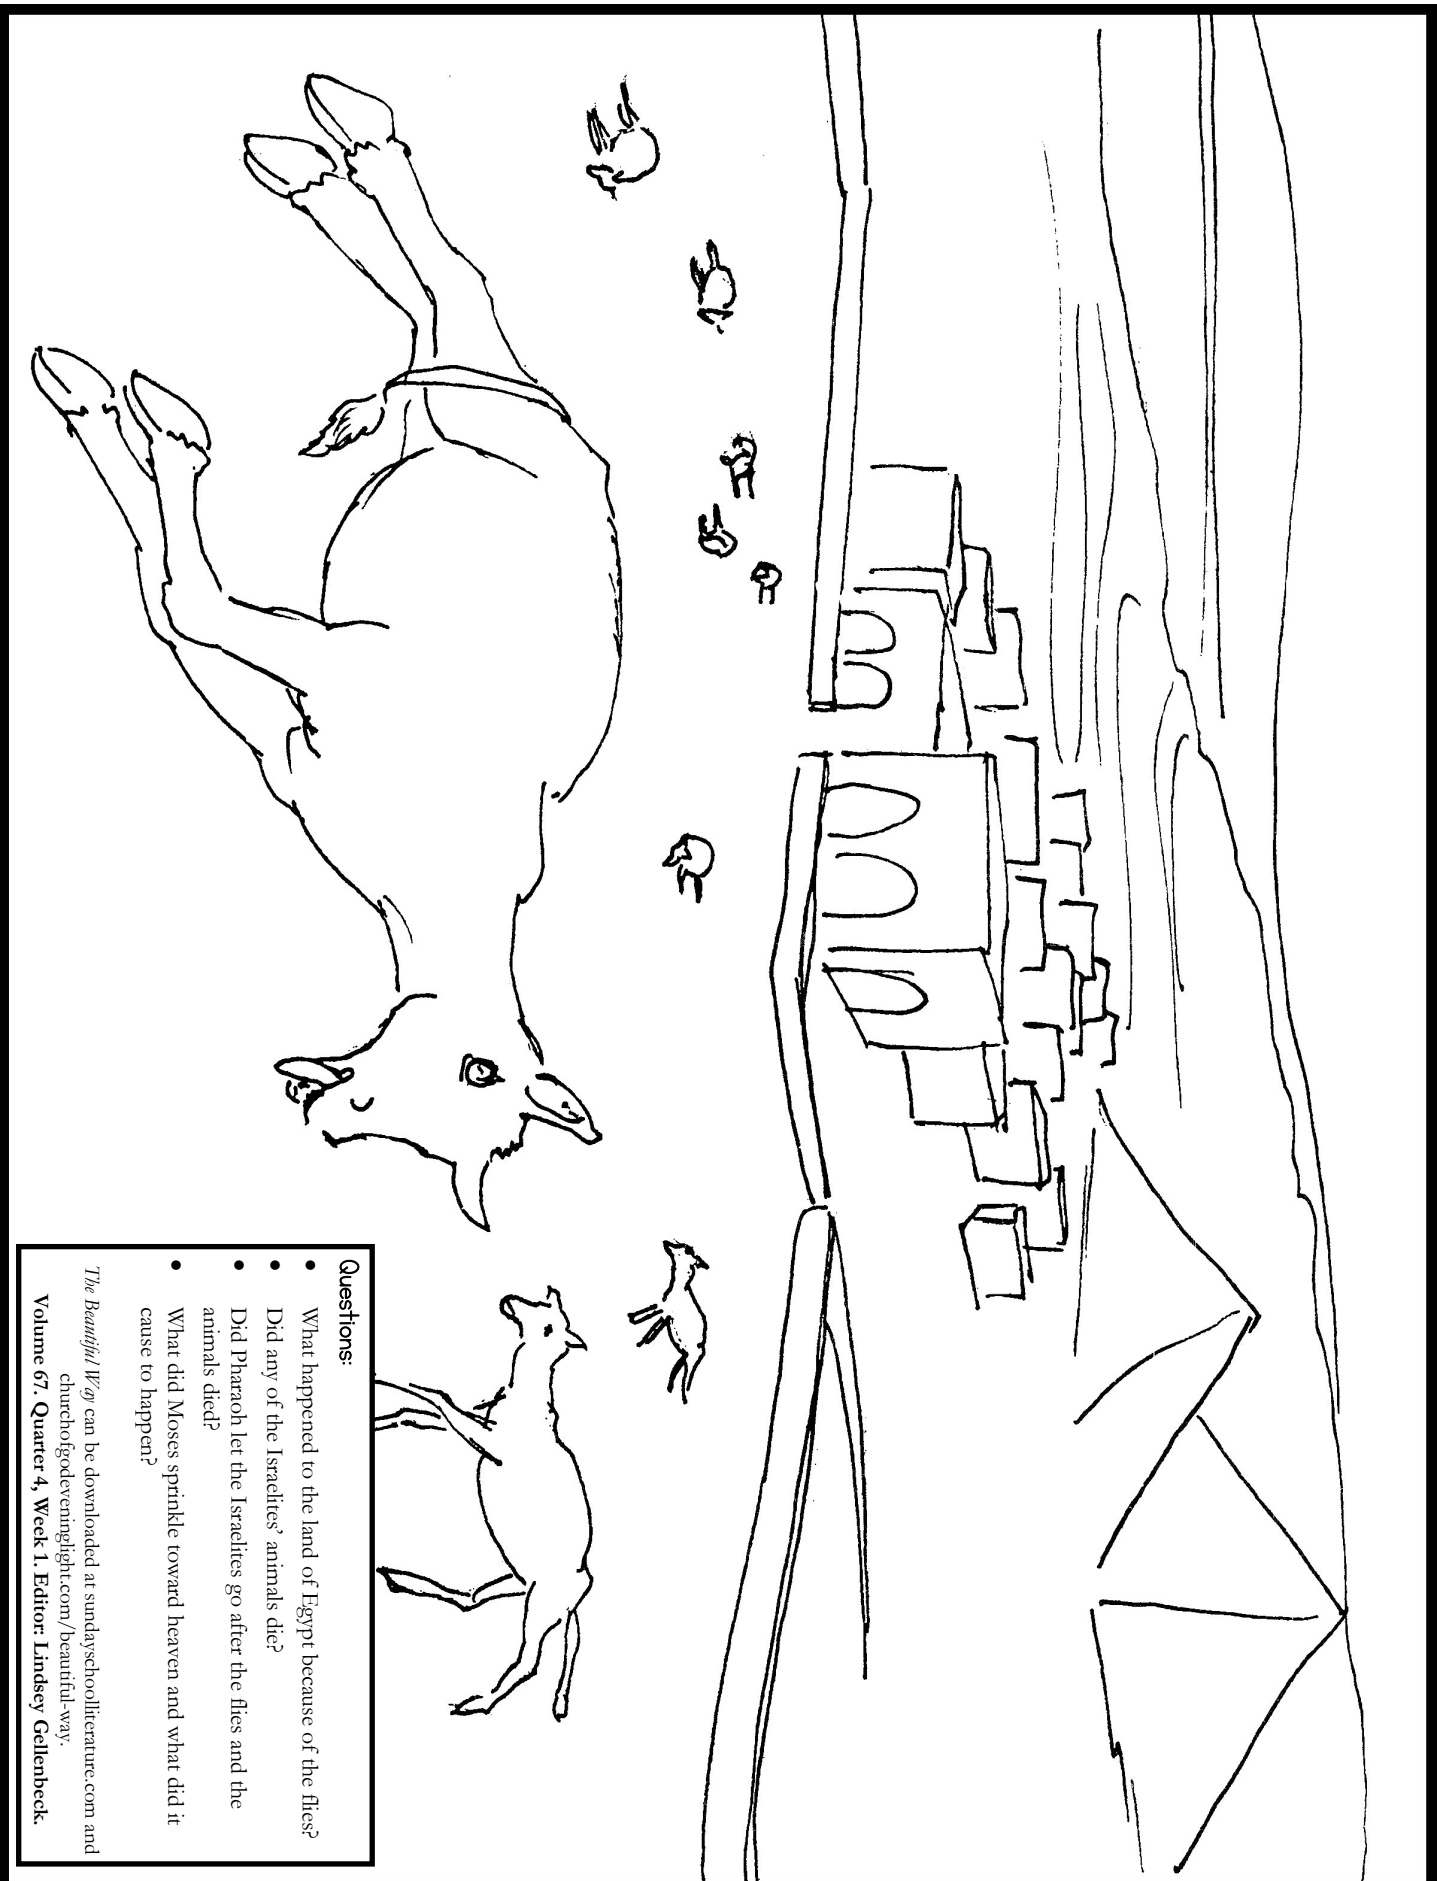 Questions:
• What happened to the land of Egypt because of the flies?
• Did any of the Israelites’ animals die?
• Did Pharaoh let the Israelites go after the flies and the
animals died?
• What did Moses sprinkle toward heaven and what did it
cause to happen?
The Beautiful Way can be downloaded at sundayschoolliterature.com and
churchofgodeveninglight.com/beautiful-way.
Volume 67. Quarter 4, Week 1. Editor: Lindsey Gellenbeck.